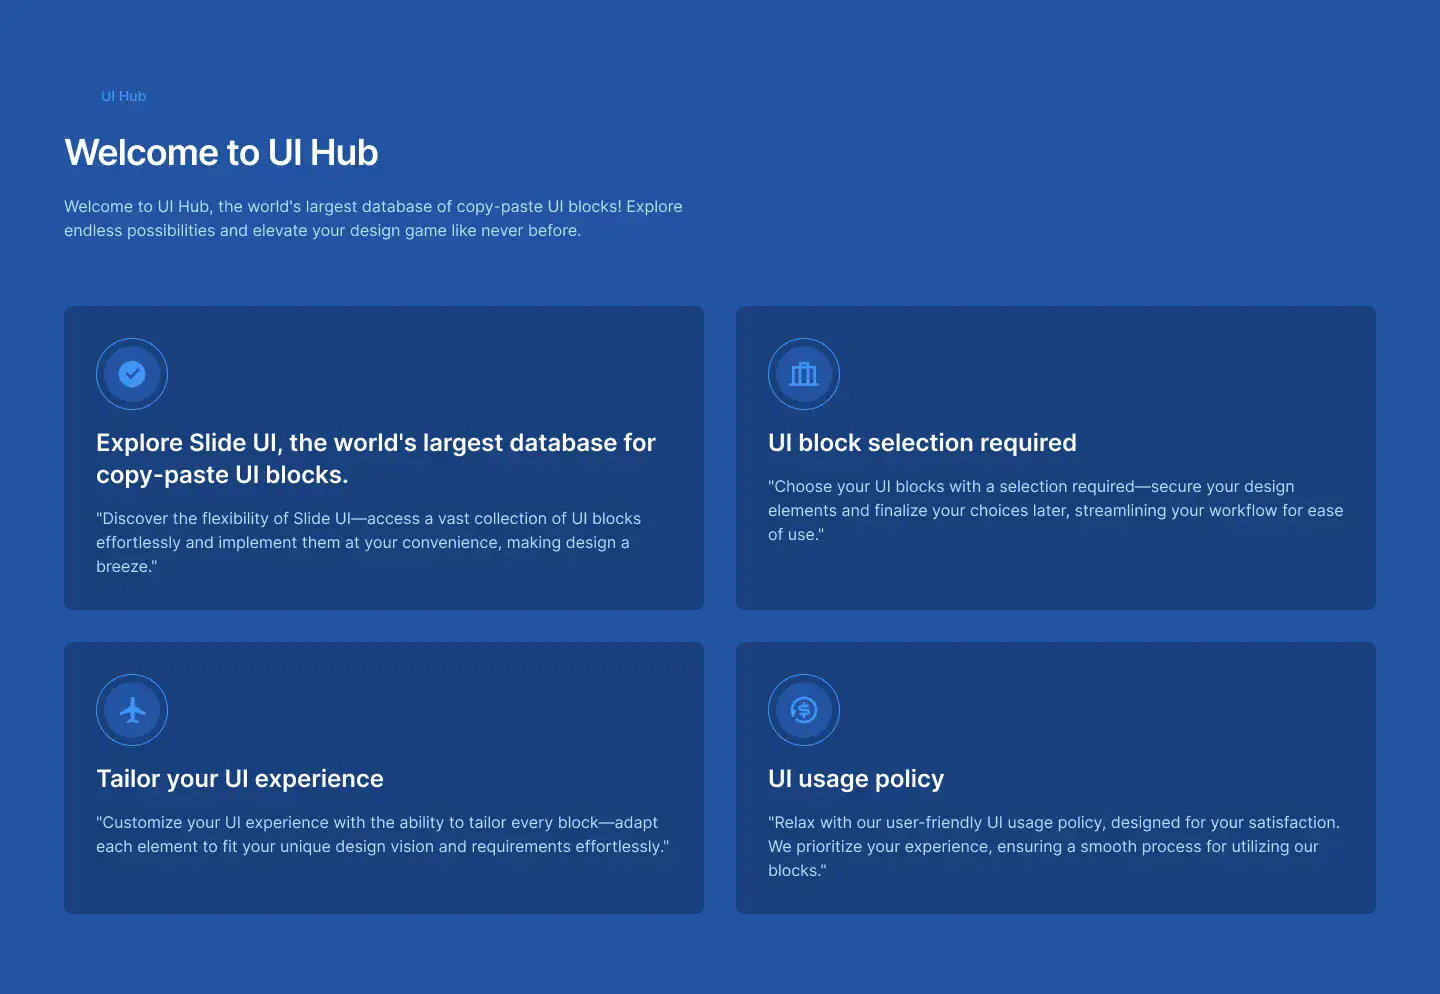 UI Hub
Welcome to UI Hub
Welcome to UI Hub, the world's largest database of copy-paste UI blocks! Explore
endless possibilities and elevate your design game like never before.
Explore Slide UI, the world's largest database for
copy-paste UI blocks.
"Discover the flexibility of Slide UI—access a vast collection of UI blocks
effortlessly and implement them at your convenience, making design a
breeze."
UI block selection required
"Choose your UI blocks with a selection required—secure your design
elements and finalize your choices later, streamlining your workflow for ease
of use."
Tailor your UI experience
"Customize your UI experience with the ability to tailor every block—adapt
each element to fit your unique design vision and requirements effortlessly."
UI usage policy
"Relax with our user-friendly UI usage policy, designed for your satisfaction.
We prioritize your experience, ensuring a smooth process for utilizing our
blocks."